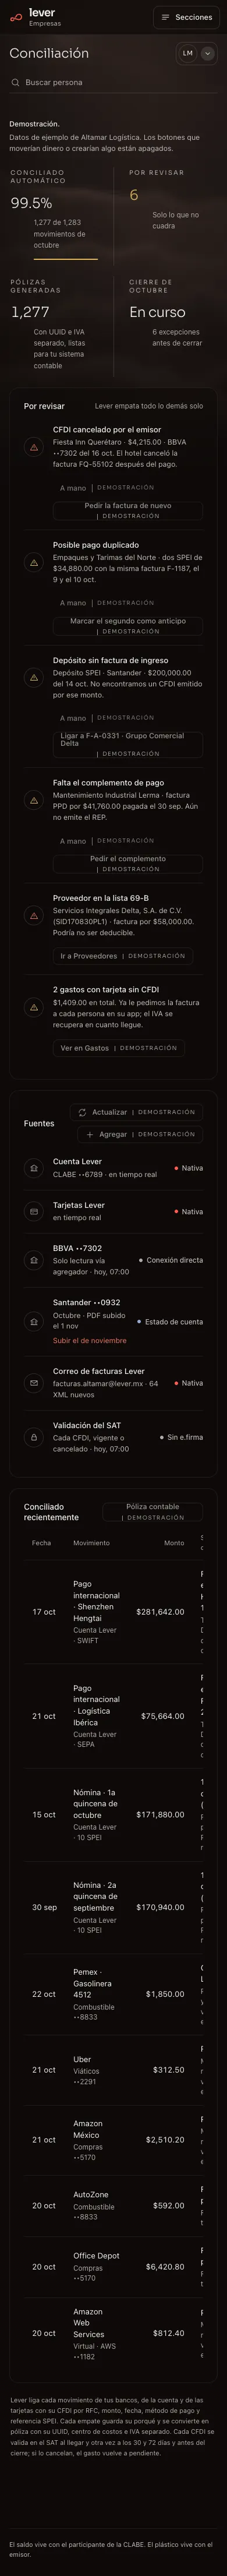 lever
Empresas
Secciones
Conciliación
LM
Buscar persona
Demostración.
Datos de ejemplo de Altamar Logística. Los botones que
moverían dinero o crearían algo están apagados.
CONCILIADO
AUTOMÁTICO
99.5%
1,277 de 1,283
movimientos de
octubre
POR REVISAR
6
Solo lo que no
cuadra
PÓLIZAS
GENERADAS
1,277
Con UUID e IVA
separado, listas
para tu sistema
contable
CIERRE DE
OCTUBRE
En curso
6 excepciones
antes de cerrar
Por revisar
Lever empata todo lo demás solo
CFDI cancelado por el emisor
Fiesta Inn Querétaro · $4,215.00 · BBVA
··7302 del 16 oct. El hotel canceló la
factura FQ-55102 después del pago.
A mano | DEMOSTRACIÓN
Pedir la factura de nuevo
| DEMOSTRACIÓN
Posible pago duplicado
Empaques y Tarimas del Norte · dos SPEI de
$34,880.00 con la misma factura F-1187, el
9 y el 10 oct.
A mano | DEMOSTRACIÓN
Marcar el segundo como anticipo
| DEMOSTRACIÓN
Depósito sin factura de ingreso
Depósito SPEI · Santander · $200,000.00
del 14 oct. No encontramos un CFDI emitido
por ese monto.
A mano | DEMOSTRACIÓN
Ligar a F-A-0331 · Grupo Comercial
Delta
| DEMOSTRACIÓN
Falta el complemento de pago
Mantenimiento Industrial Lerma · factura
PPD por $41,760.00 pagada el 30 sep. Aún
no emite el REP.
A mano | DEMOSTRACIÓN
Pedir el complemento
| DEMOSTRACIÓN
Proveedor en la lista 69-B
Servicios Integrales Delta, S.A. de C.V.
(SID170830PL1) · factura por $58,000.00.
Podría no ser deducible.
Ir a Proveedores | DEMOSTRACIÓN
2 gastos con tarjeta sin CFDI
$1,409.00 en total. Ya le pedimos la factura
a cada persona en su app; el IVA se
recupera en cuanto llegue.
Ver en Gastos | DEMOSTRACIÓN
Fuentes
Actualizar | DEMOSTRACIÓN
Agregar | DEMOSTRACIÓN
Cuenta Lever
CLABE ··6789 · en tiempo real
Nativa
Tarjetas Lever
en tiempo real
Nativa
BBVA ··7302
Solo lectura vía
agregador · hoy, 07:00
Conexión directa
Santander ··0932
Octubre · PDF subido
el 1 nov
Subir el de noviembre
Estado de cuenta
Correo de facturas Lever
facturas.altamar@lever.mx · 64
XML nuevos
Nativa
Validación del SAT
Cada CFDI, vigente o
cancelado · hoy, 07:00
Sin e.firma
Conciliado
recientemente
Póliza contable
| DEMOSTRACIÓN
Fecha
Movimiento
Monto
17 oct
Pago
internacional
· Shenzhen
Hengtai
Cuenta Lever
· SWIFT
$281,642.00
21 oct
Pago
internacional
· Logística
Ibérica
Cuenta Lever
· SEPA
$75,664.00
15 oct
Nómina · 1a
quincena de
octubre
Cuenta Lever
· 10 SPEI
$171,880.00
30 sep
Nómina · 2a
quincena de
septiembre
Cuenta Lever
· 10 SPEI
$170,940.00
22 oct
Pemex ·
Gasolinera
4512
Combustible
··8833
$1,850.00
21 oct
Uber
Viáticos
··2291
$312.50
21 oct
Amazon
México
Compras
··5170
$2,510.20
20 oct
AutoZone
Combustible
··8833
$592.00
20 oct
Office Depot
Compras
··5170
$6,420.80
20 oct
Amazon
Web
Services
Virtual · AWS
··1182
$812.40
Lever liga cada movimiento de tus bancos, de la cuenta y de las
tarjetas con su CFDI por RFC, monto, fecha, método de pago y
referencia SPEI. Cada empate guarda su porqué y se convierte en
póliza con su UUID, centro de costos e IVA separado. Cada CFDI se
valida en el SAT al llegar y otra vez a los 30 y 72 días y antes del
cierre; si lo cancelan, el gasto vuelve a pendiente.
El saldo vive con el participante de la CLABE. El plástico vive con el
emisor.